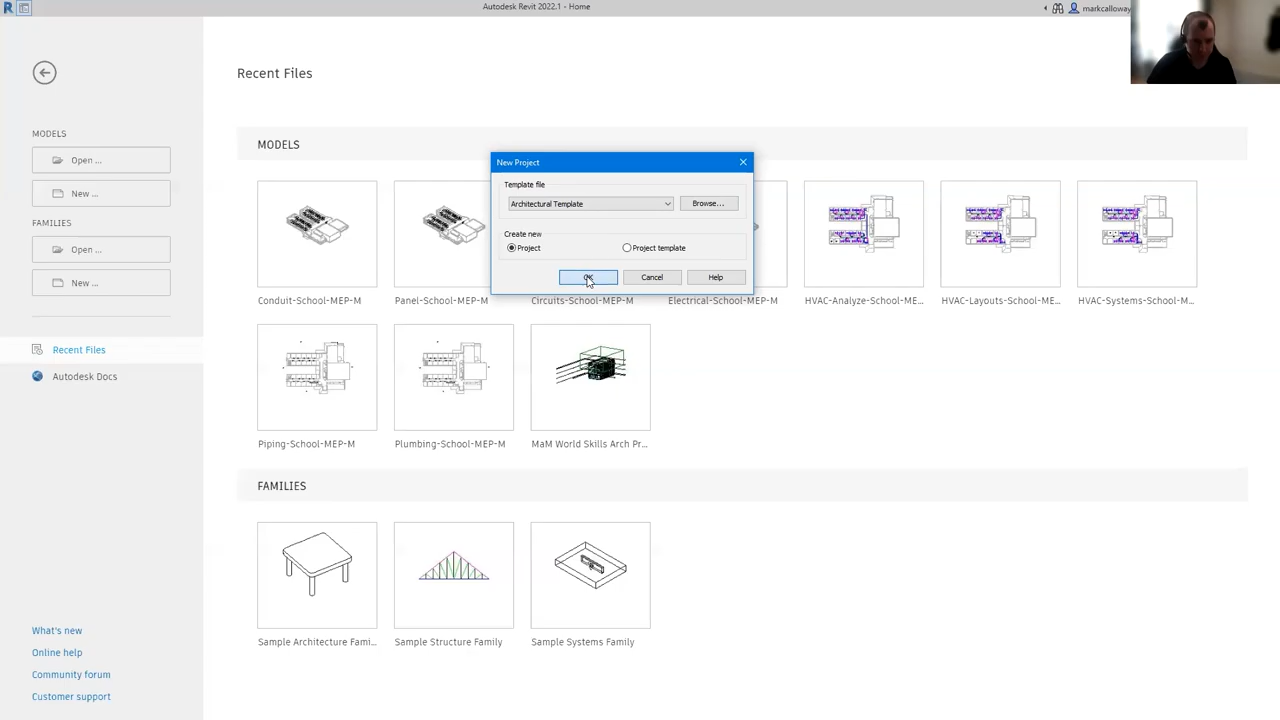 Autodesk Revit 2022.1 - Home
markcalloway
Recent Files
MODELS
Open ...
New ...
FAMILIES
Open ...
New ...
Recent Files
Autodesk Docs
What's new
Online help
Community forum
Customer support
MODELS
New Project
Template file
Architectural Template
Browse...
Create new
Project
Project template
OK
Cancel
Help
Conduit-School-MEP-M
Panel-School-MEP-M
Circuits-School-MEP-M
Electrical-School-MEP-M
HVAC-Analyze-School-ME...
HVAC-Layouts-School-ME...
HVAC-Systems-School-M...
Piping-School-MEP-M
Plumbing-School-MEP-M
MaM World Skills Arch Pr...
FAMILIES
Sample Architecture Fami...
Sample Structure Family
Sample Systems Family